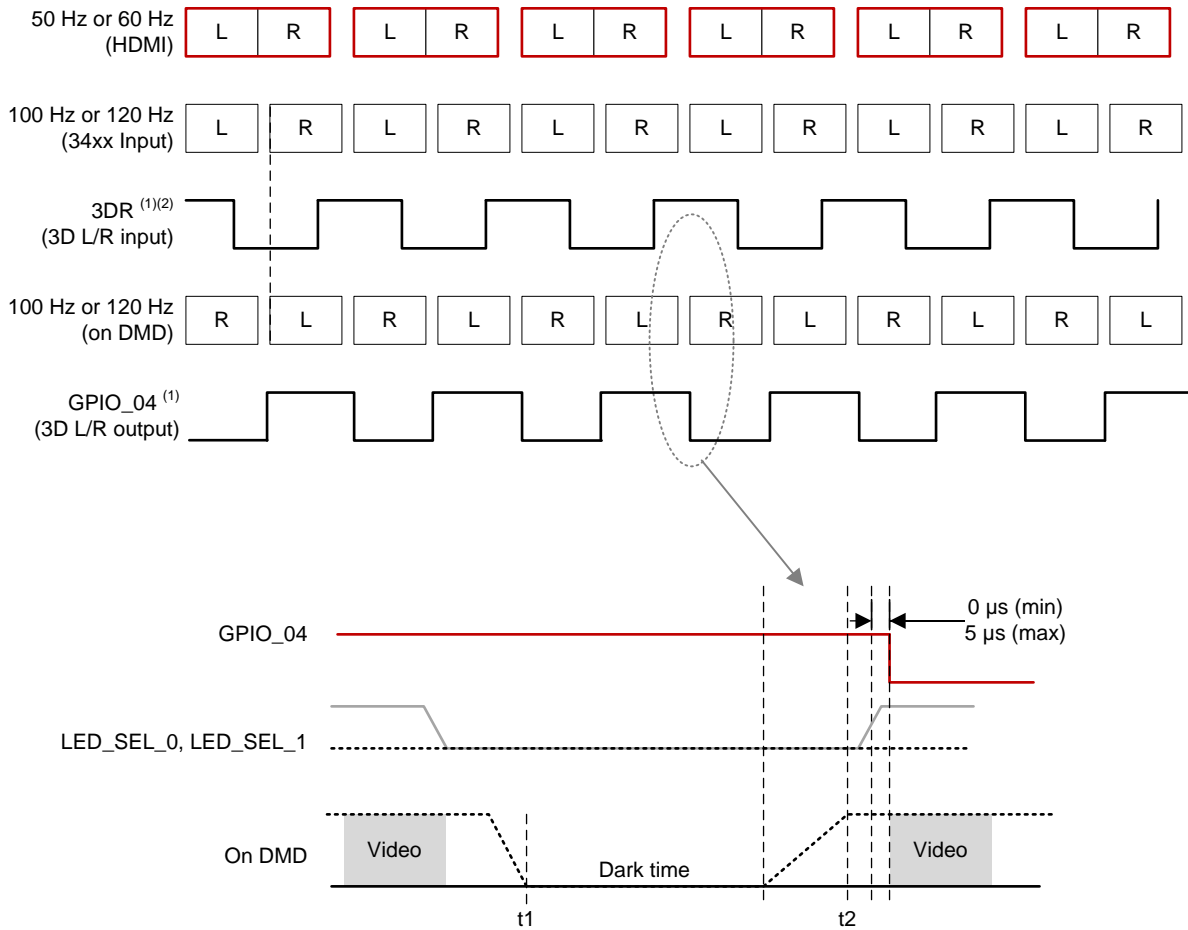 50 Hz or 60 Hz
(HDMI)
L R L R L R L R L R L R
100 Hz or 120 Hz
(34xx Input)
L R L R L R L R L R L R
3DR (1)(2)
(3D L/R input)
100 Hz or 120 Hz
(on DMD)
R L R L R L R L R L R L
GPIO_04 (1)
(3D L/R output)
0 µs (min)
5 µs (max)
GPIO_04
LED_SEL_0, LED_SEL_1
On DMD
Video
Dark time
Video
t1
t2